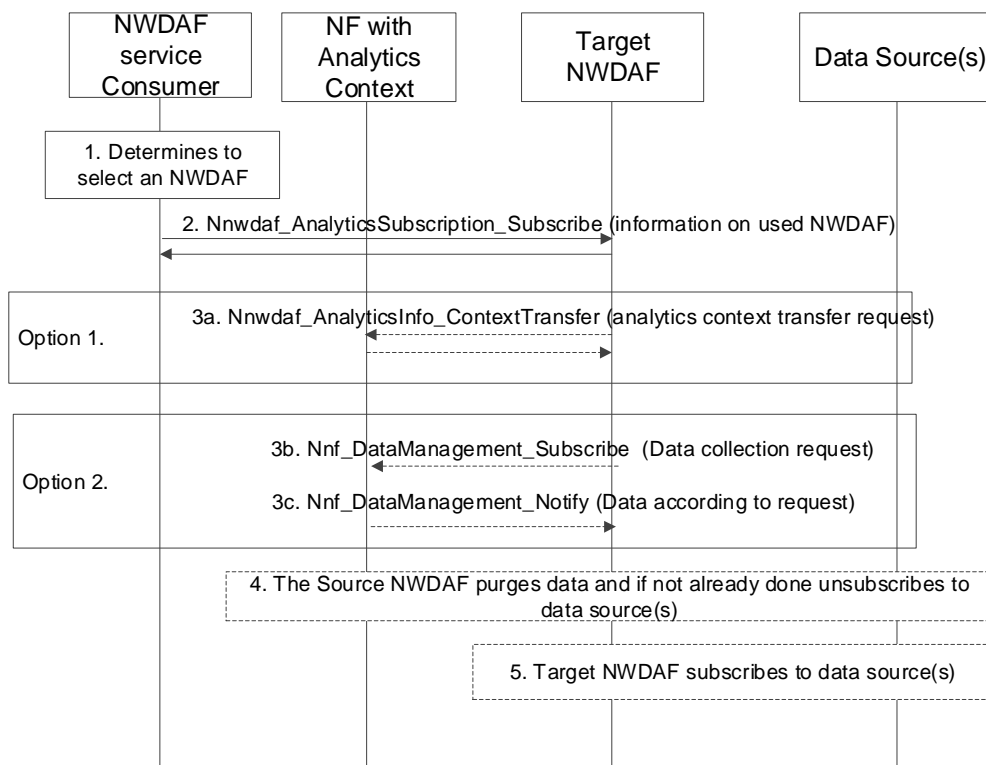 NWDAF
service
Consumer
NF with
Analytics
Context
Target
NWDAF
Data Source(s)
1. Determines to
select an NWDAF
2. Nnwdaf_AnalyticsSubscription_Subscribe (information on used NWDAF)
Option 1.
3a. Nnwdaf_AnalyticsInfo_ContextTransfer (analytics context transfer request)
Option 2.
3b. Nnf_DataManagement_Subscribe (Data collection request)
3c. Nnf_DataManagement_Notify (Data according to request)
4. The Source NWDAF purges data and if not already done unsubscribes to
data source(s)
5. Target NWDAF subscribes to data source(s)